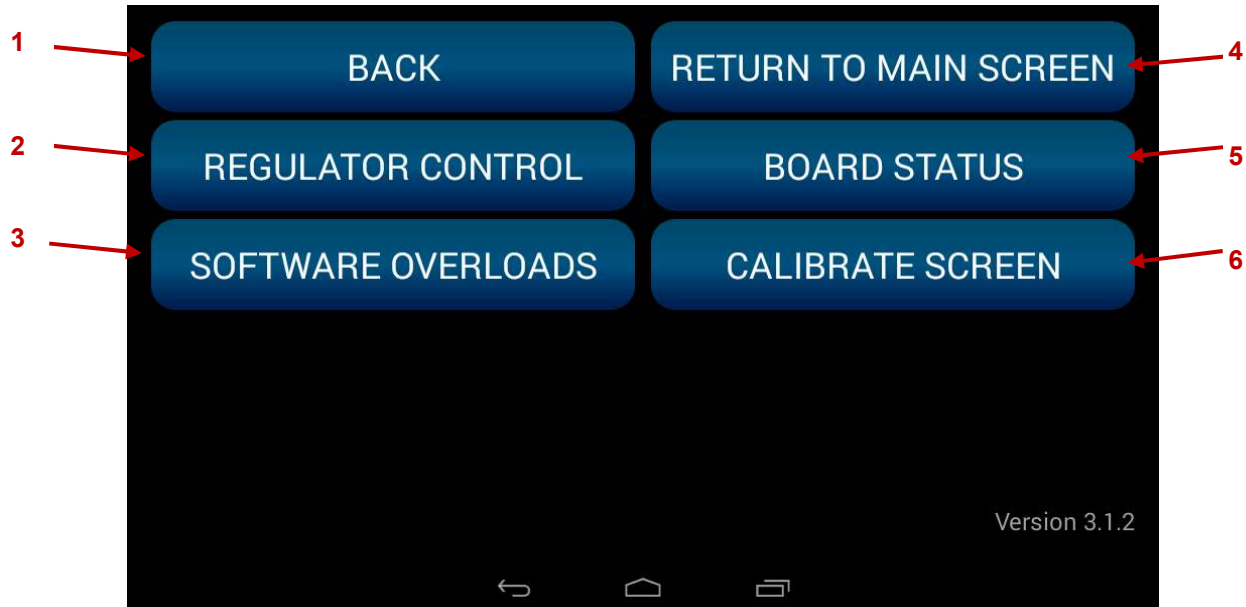 1
BACK
RETURN TO MAIN SCREEN
4
2
REGULATOR CONTROL
BOARD STATUS
5
3
SOFTWARE OVERLOADS
CALIBRATE SCREEN
6
Version 3.1.2